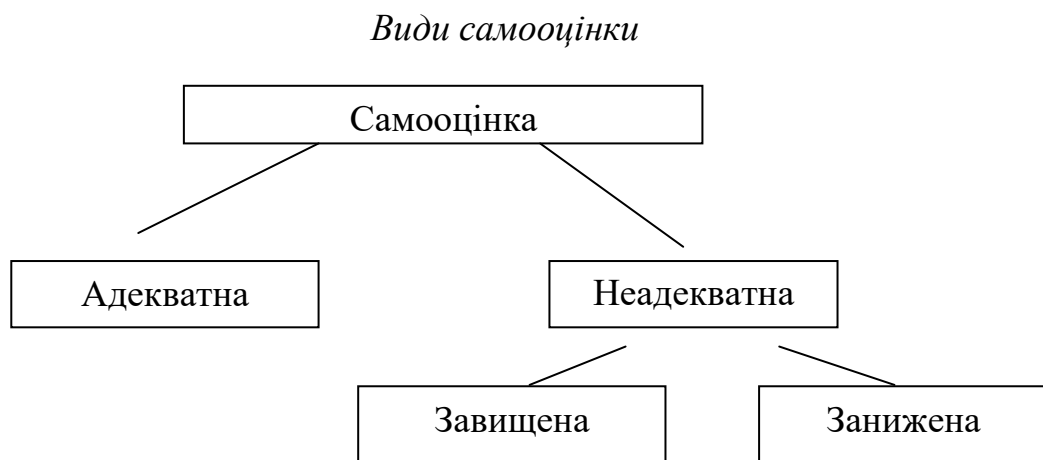 Види самооцінки
Самооцінка
Адекватна
Неадекватна
Завищена
Занижена